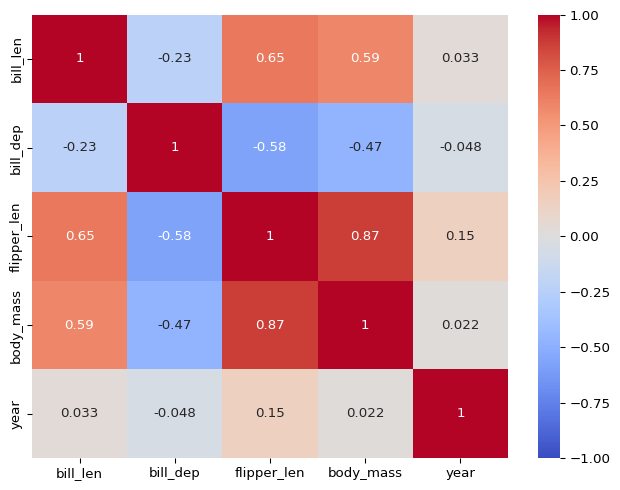 bill_len 1 -0.23 0.65 0.59 0.033
bill_dep -0.23 1 -0.58 -0.47 -0.048
flipper_len 0.65 -0.58 1 0.87 0.15
body_mass 0.59 -0.47 0.87 1 0.022
year 0.033 -0.048 0.15 0.022 1
bill_len bill_dep flipper_len body_mass year
1.00
0.75
0.50
0.25
0.00
−0.25
−0.50
−0.75
−1.00